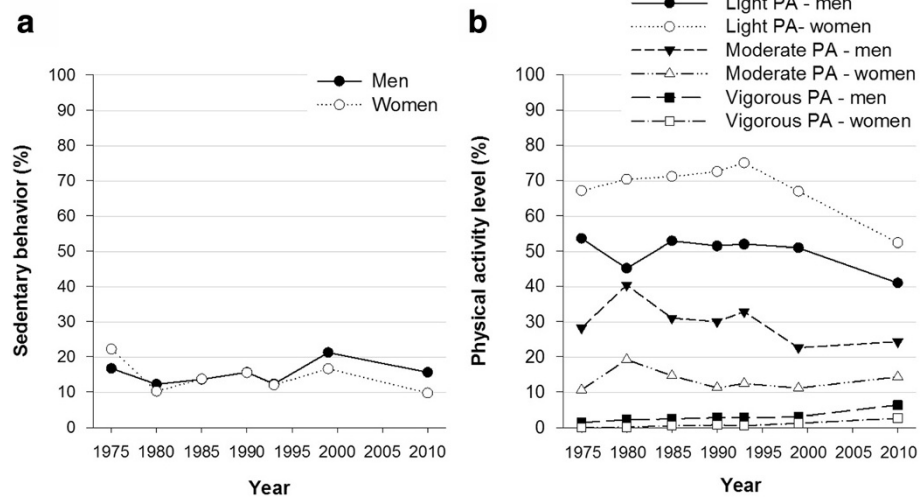 a
Men
Women
100
90
80
70
60
50
40
30
20
10
0
Sedentary behavior (%)
1975 1980 1985 1990 1995 2000 2005 2010
Year
b
Light PA - men
Light PA- women
Moderate PA - men
Moderate PA - women
Vigorous PA - men
Vigorous PA - women
100
90
80
70
60
50
40
30
20
10
0
Physical activity level (%)
1975 1980 1985 1990 1995 2000 2005 2010
Year